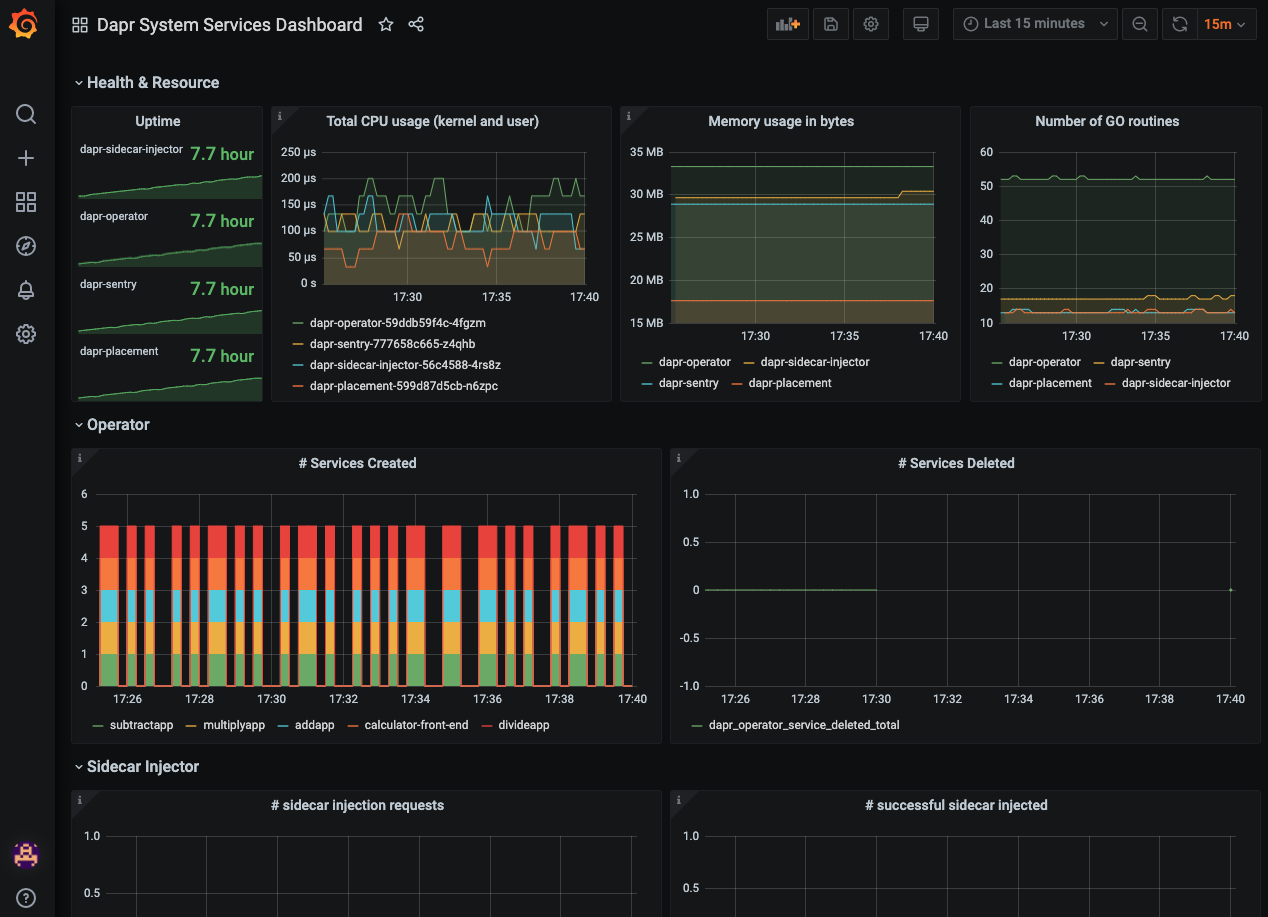 Dapr System Services Dashboard
Last 15 minutes
15m
Health & Resource
Uptime
dapr-sidecar-injector 7.7 hour
dapr-operator 7.7 hour
dapr-sentry 7.7 hour
dapr-placement 7.7 hour
Total CPU usage (kernel and user)
250 µs
200 µs
150 µs
100 µs
50 µs
0 s
17:30 17:35 17:40
dapr-operator-59ddb59f4c-4fgzm
dapr-sentry-777658c665-z4qhb
dapr-sidecar-injector-56c4588-4rs8z
dapr-placement-599d87d5cb-n6zpc
Memory usage in bytes
35 MB
30 MB
25 MB
20 MB
15 MB
17:30 17:35 17:40
dapr-operator dapr-sidecar-injector
dapr-sentry dapr-placement
Number of GO routines
60
50
40
30
20
10
17:30 17:35 17:40
dapr-operator dapr-sentry
dapr-placement dapr-sidecar-injector
Operator
# Services Created
6
5
4
3
2
1
0
17:26 17:28 17:30 17:32 17:34 17:36 17:38 17:40
subtractapp multiplyapp addapp calculator-front-end divideapp
# Services Deleted
1.0
0.5
0
-0.5
-1.0
17:26 17:28 17:30 17:32 17:34 17:36 17:38 17:40
dapr_operator_service_deleted_total
Sidecar Injector
# sidecar injection requests
1.0
0.5
# successful sidecar injected
1.0
0.5